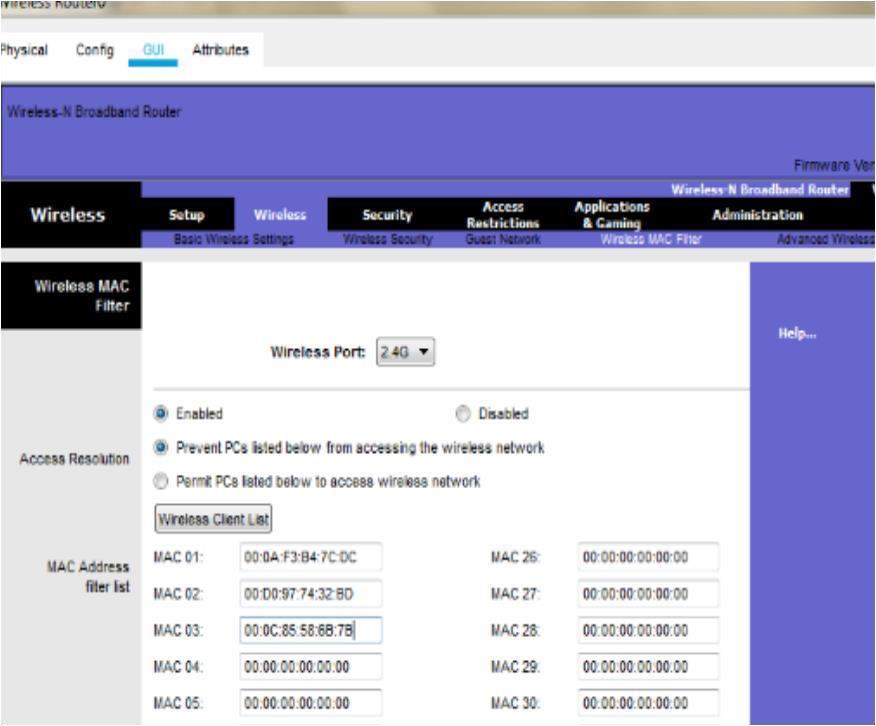 Wireless Router0
Physical Config GUI Attributes
Wireless-N Broadband Router
Firmware Ver
Wireless-N Broadband Router
Wireless
Setup Wireless Security Access Restrictions Applications & Gaming Administration
Basic Wireless Settings Wireless Security Guest Network Wireless MAC Filter Advanced Wireless
Wireless MAC
Filter
Help...
Wireless Port: 2.4G
Enabled Disabled
Access Resolution
Prevent PCs listed below from accessing the wireless network
Permit PCs listed below to access wireless network
Wireless Client List
MAC Address
filter list
MAC 01: 00:0A:F3:B4:7C:DC MAC 26: 00:00:00:00:00:00
MAC 02: 00:D0:97:74:32:BD MAC 27: 00:00:00:00:00:00
MAC 03: 00:0C:85:58:6B:7B MAC 28: 00:00:00:00:00:00
MAC 04: 00:00:00:00:00:00 MAC 29: 00:00:00:00:00:00
MAC 05: 00:00:00:00:00:00 MAC 30: 00:00:00:00:00:00